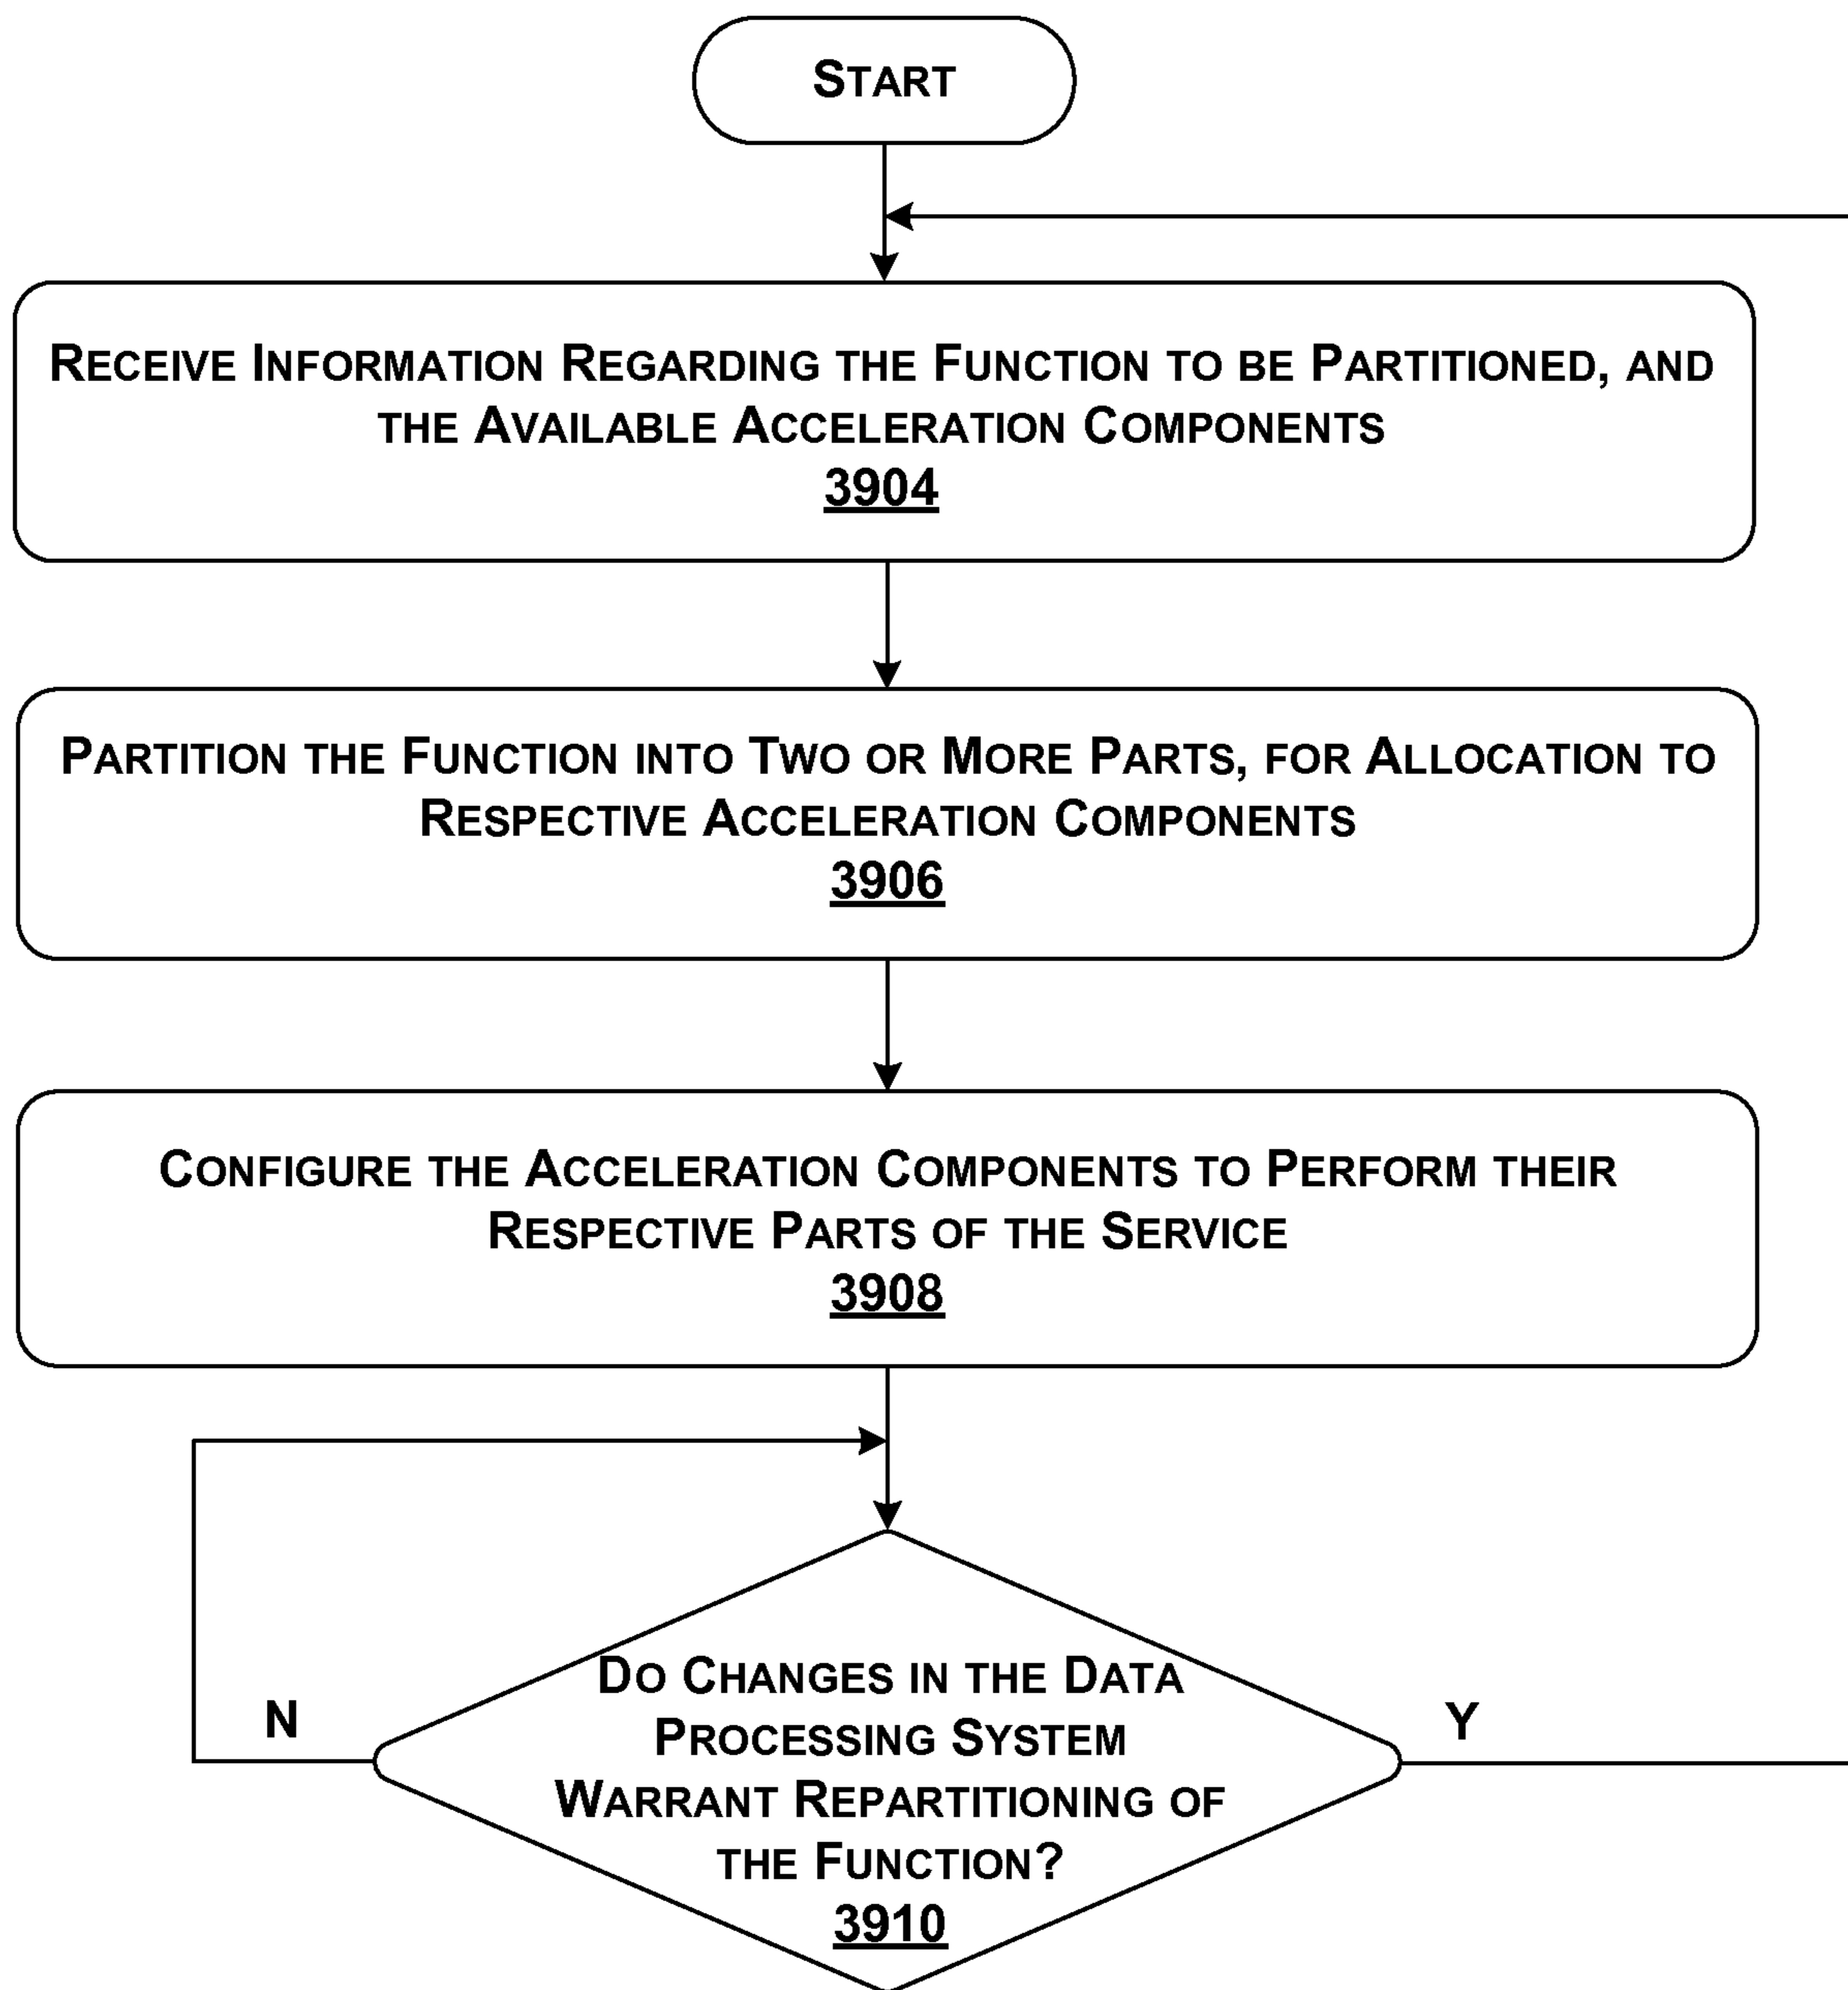 START
RECEIVE INFORMATION REGARDING THE FUNCTION TO BE PARTITIONED, AND
THE AVAILABLE ACCELERATION COMPONENTS
3904
PARTITION THE FUNCTION INTO TWO OR MORE PARTS, FOR ALLOCATION TO
RESPECTIVE ACCELERATION COMPONENTS
3906
CONFIGURE THE ACCELERATION COMPONENTS TO PERFORM THEIR
RESPECTIVE PARTS OF THE SERVICE
3908
DO CHANGES IN THE DATA
PROCESSING SYSTEM
WARRANT REPARTITIONING OF
THE FUNCTION?
3910
N
Y